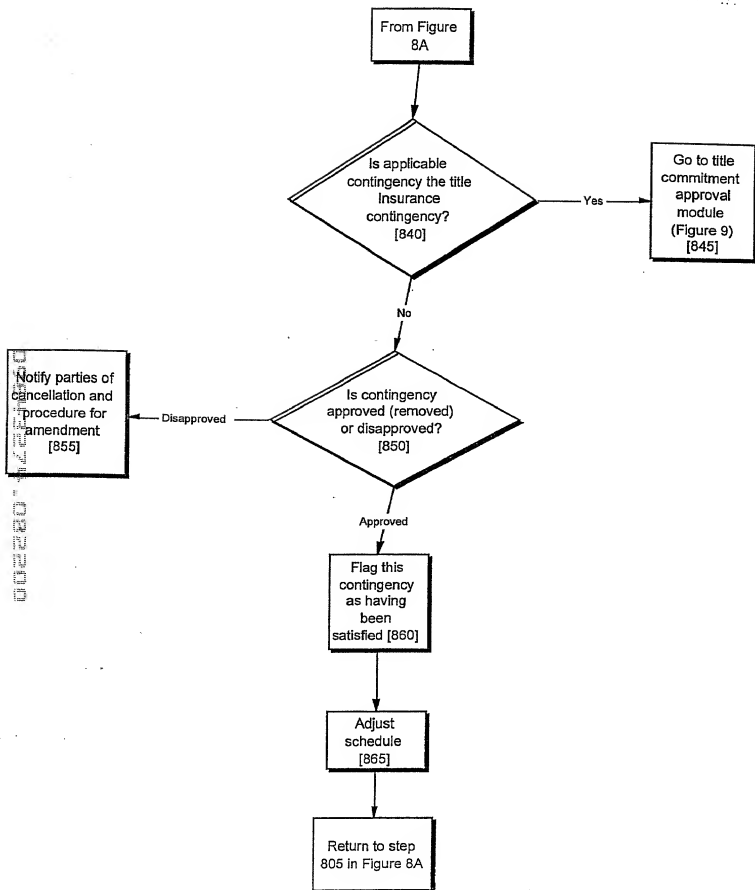 From Figure
8A
Is applicable
contingency the title
Insurance
contingency?
[840]
Yes
Go to title
commitment
approval
module
(Figure 9)
[845]
No
Notify parties of
cancellation and
procedure for
amendment
[855]
Disapproved
Is contingency
approved (removed)
or disapproved?
[850]
Approved
Flag this
contingency
as having
been
satisfied [860]
Adjust
schedule
[865]
Return to step
805 in Figure 8A